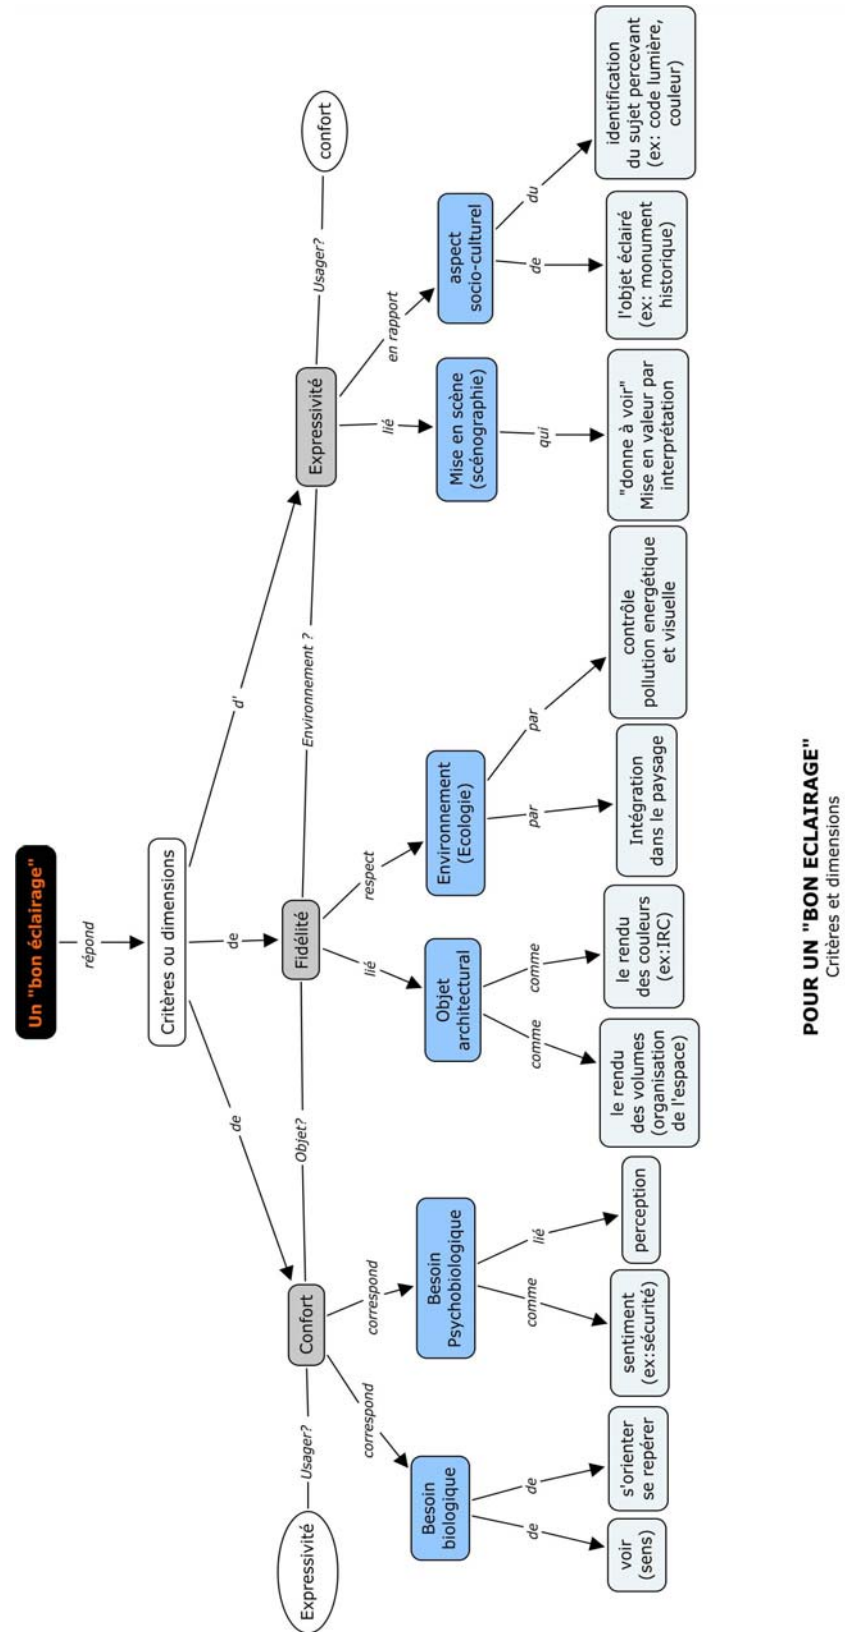 Un "bon éclairage"
répond
Critères ou dimensions
de
de
d'
Expressivité
Usager?
Confort
Objet?
Fidélité
Environnement ?
Expressivité
Usager?
confort
correspond
correspond
lié
respect
lié
en rapport
Besoin
biologique
Besoin
Psychobiologique
Objet
architectural
Environnement
(Ecologie)
Mise en scène
(scénographie)
aspect
socio-culturel
de
de
comme
lié
comme
comme
par
par
qui
de
du
voir
(sens)
s'orienter
se repérer
sentiment
(ex:sécurité)
perception
le rendu
des volumes
(organisation
de l'espace)
le rendu
des couleurs
(ex:IRC)
Intégration
dans le paysage
contrôle
pollution energétique
et visuelle
"donne à voir"
Mise en valeur par
interprétation
l'objet éclairé
(ex: monument
historique)
identification
du sujet percevant
(ex: code lumière,
couleur)
POUR UN "BON ECLAIRAGE"
Critères et dimensions